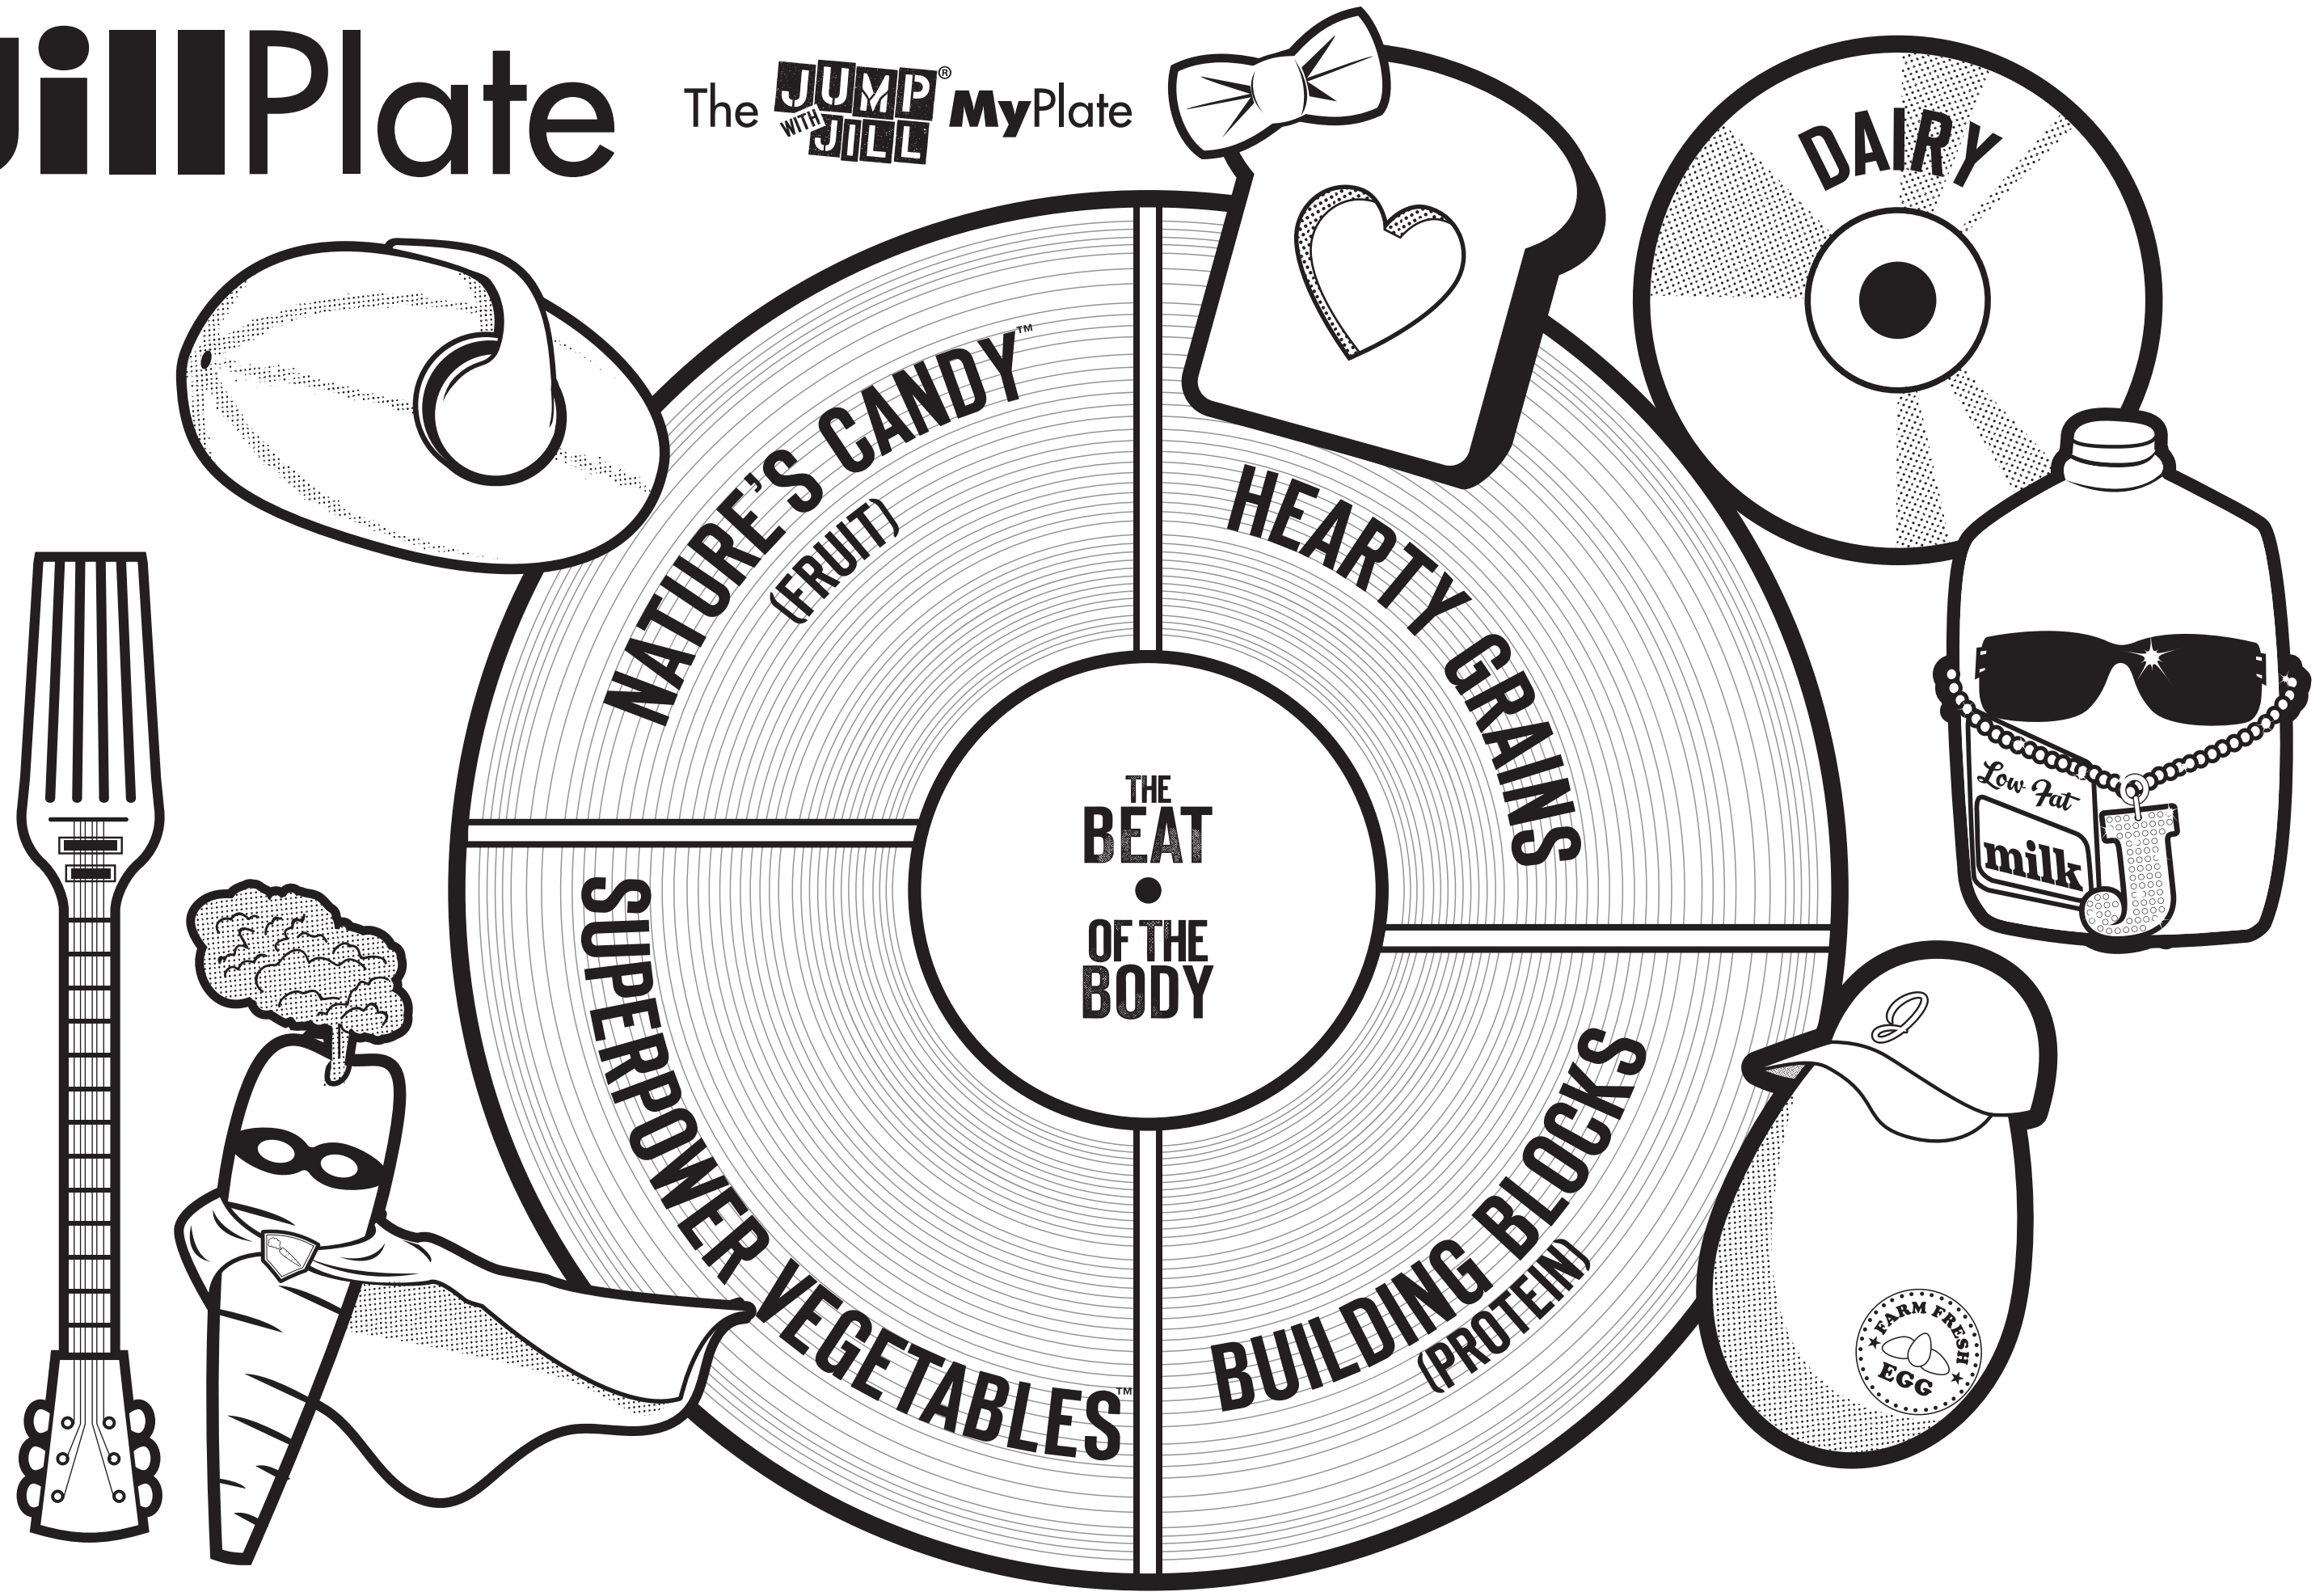 JillPlate
The JUMP WITH JILL® MyPlate
DAIRY
NATURE'S CANDY™
(FRUIT)
HEARTY GRAINS
THE
BEAT
OF THE
BODY
Low Fat
milk
J
SUPERPOWER VEGETABLES™
BUILDING BLOCKS
(PROTEIN)
J
FARM FRESH
EGG